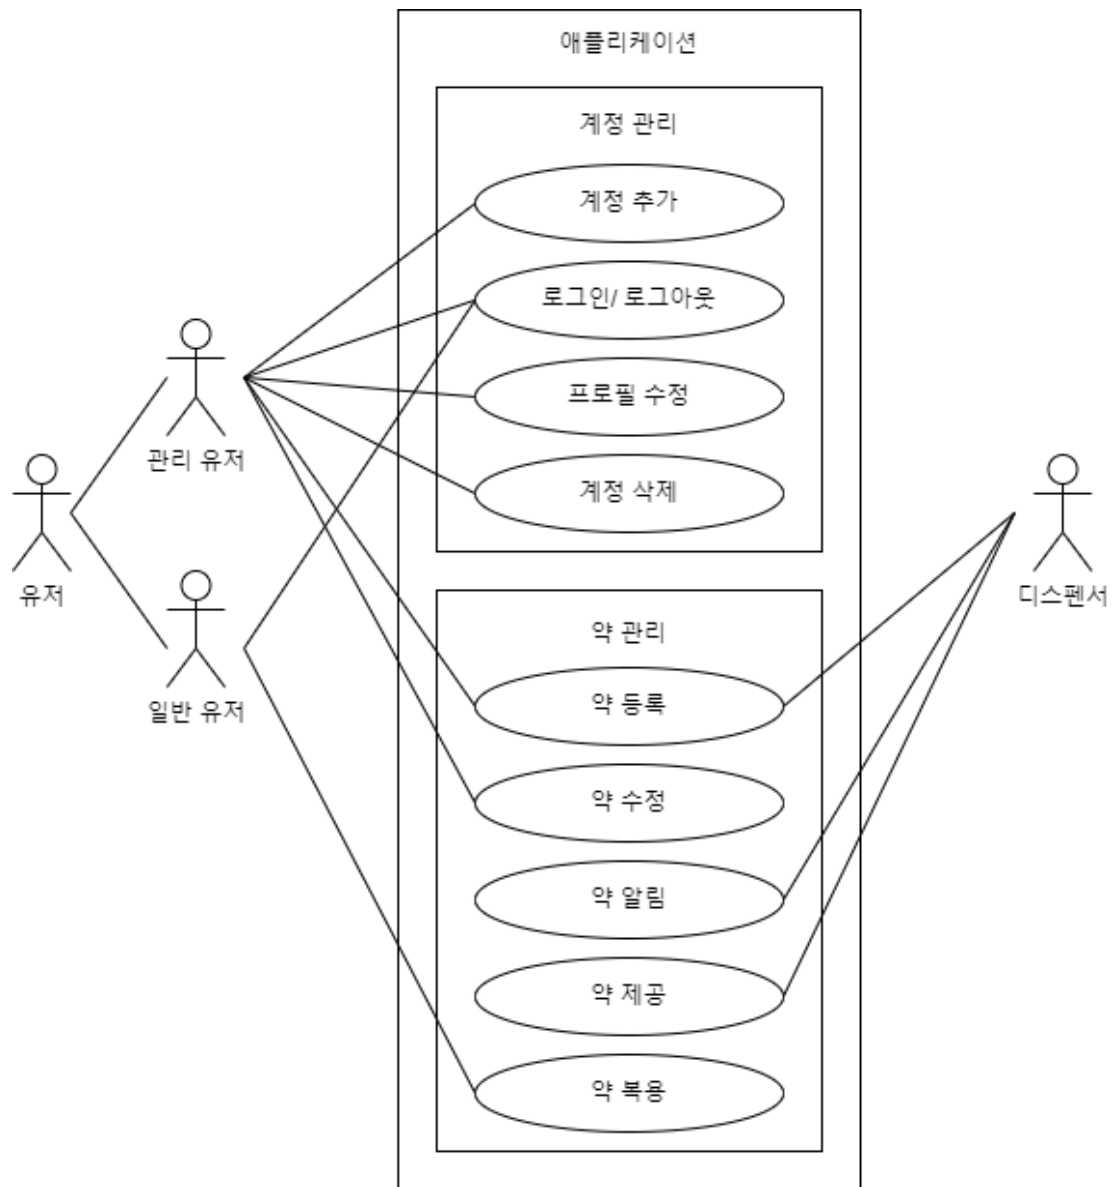 애플리케이션
계정 관리
계정 추가
로그인/ 로그아웃
프로필 수정
계정 삭제
관리 유저
유저
일반 유저
디스펜서
약 관리
약 등록
약 수정
약 알림
약 제공
약 복용